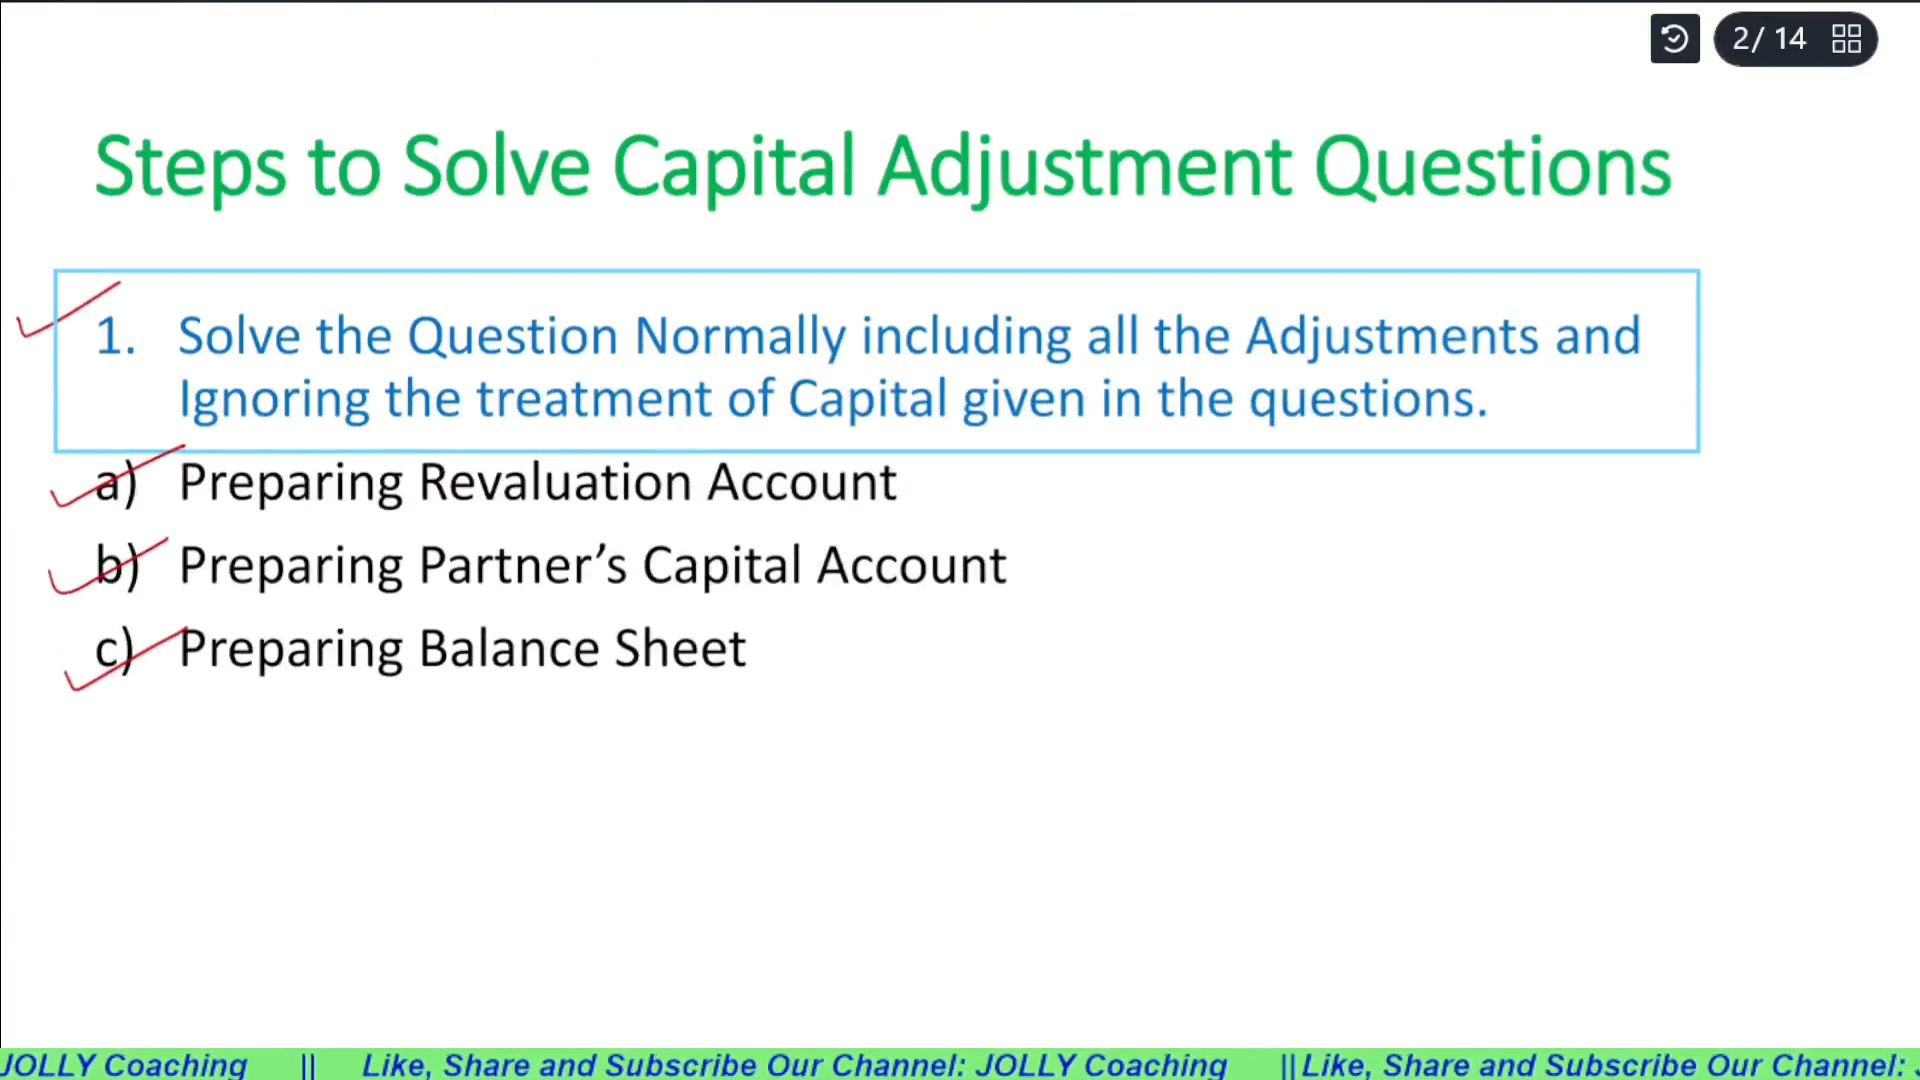 2/ 14
Steps to Solve Capital Adjustment Questions
1. Solve the Question Normally including all the Adjustments and
Ignoring the treatment of Capital given in the questions.
a) Preparing Revaluation Account
b) Preparing Partner’s Capital Account
c) Preparing Balance Sheet
JOLLY Coaching || Like, Share and Subscribe Our Channel: JOLLY Coaching || Like, Share and Subscribe Our Channel: